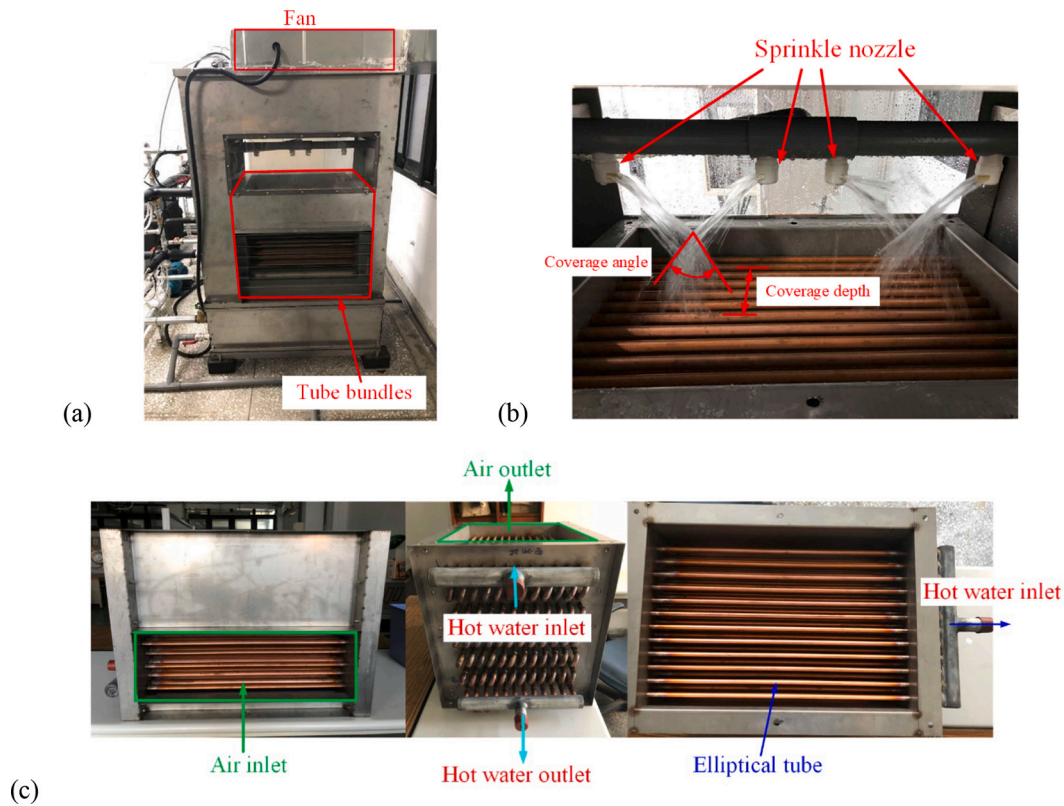 Fan
Tube bundles
(a)
Sprinkle nozzle
Coverage angle
Coverage depth
(b)
Air outlet
Hot water inlet
Hot water inlet
Air inlet
Hot water outlet
Elliptical tube
(c)